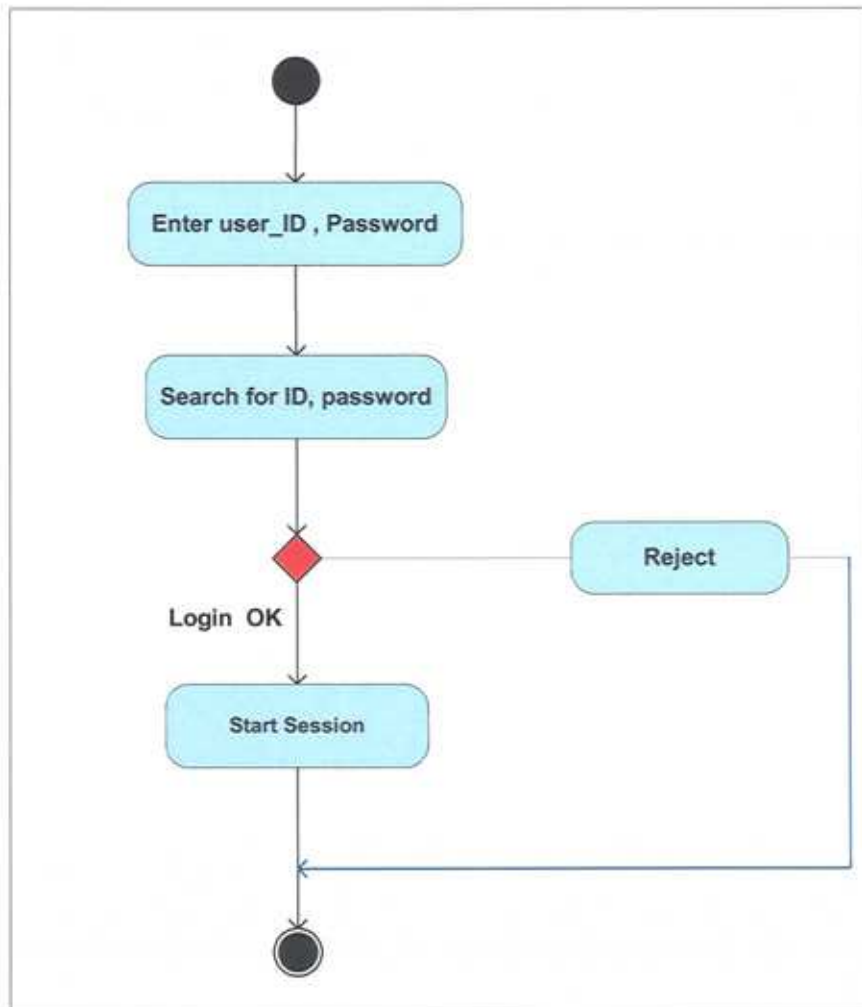 Enter user_ID , Password
Search for ID, password
Reject
Login  OK
Start Session